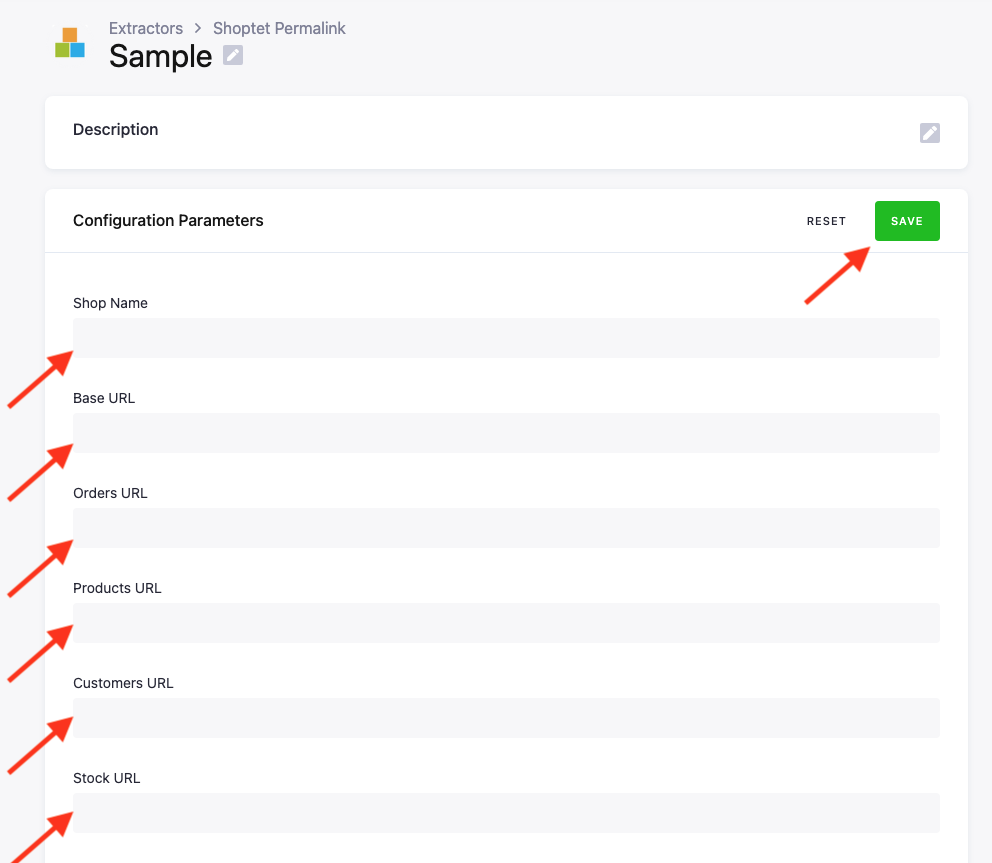 Extractors > Shoptet Permalink
Sample
Description
Configuration Parameters
RESET
SAVE
Shop Name
Base URL
Orders URL
Products URL
Customers URL
Stock URL